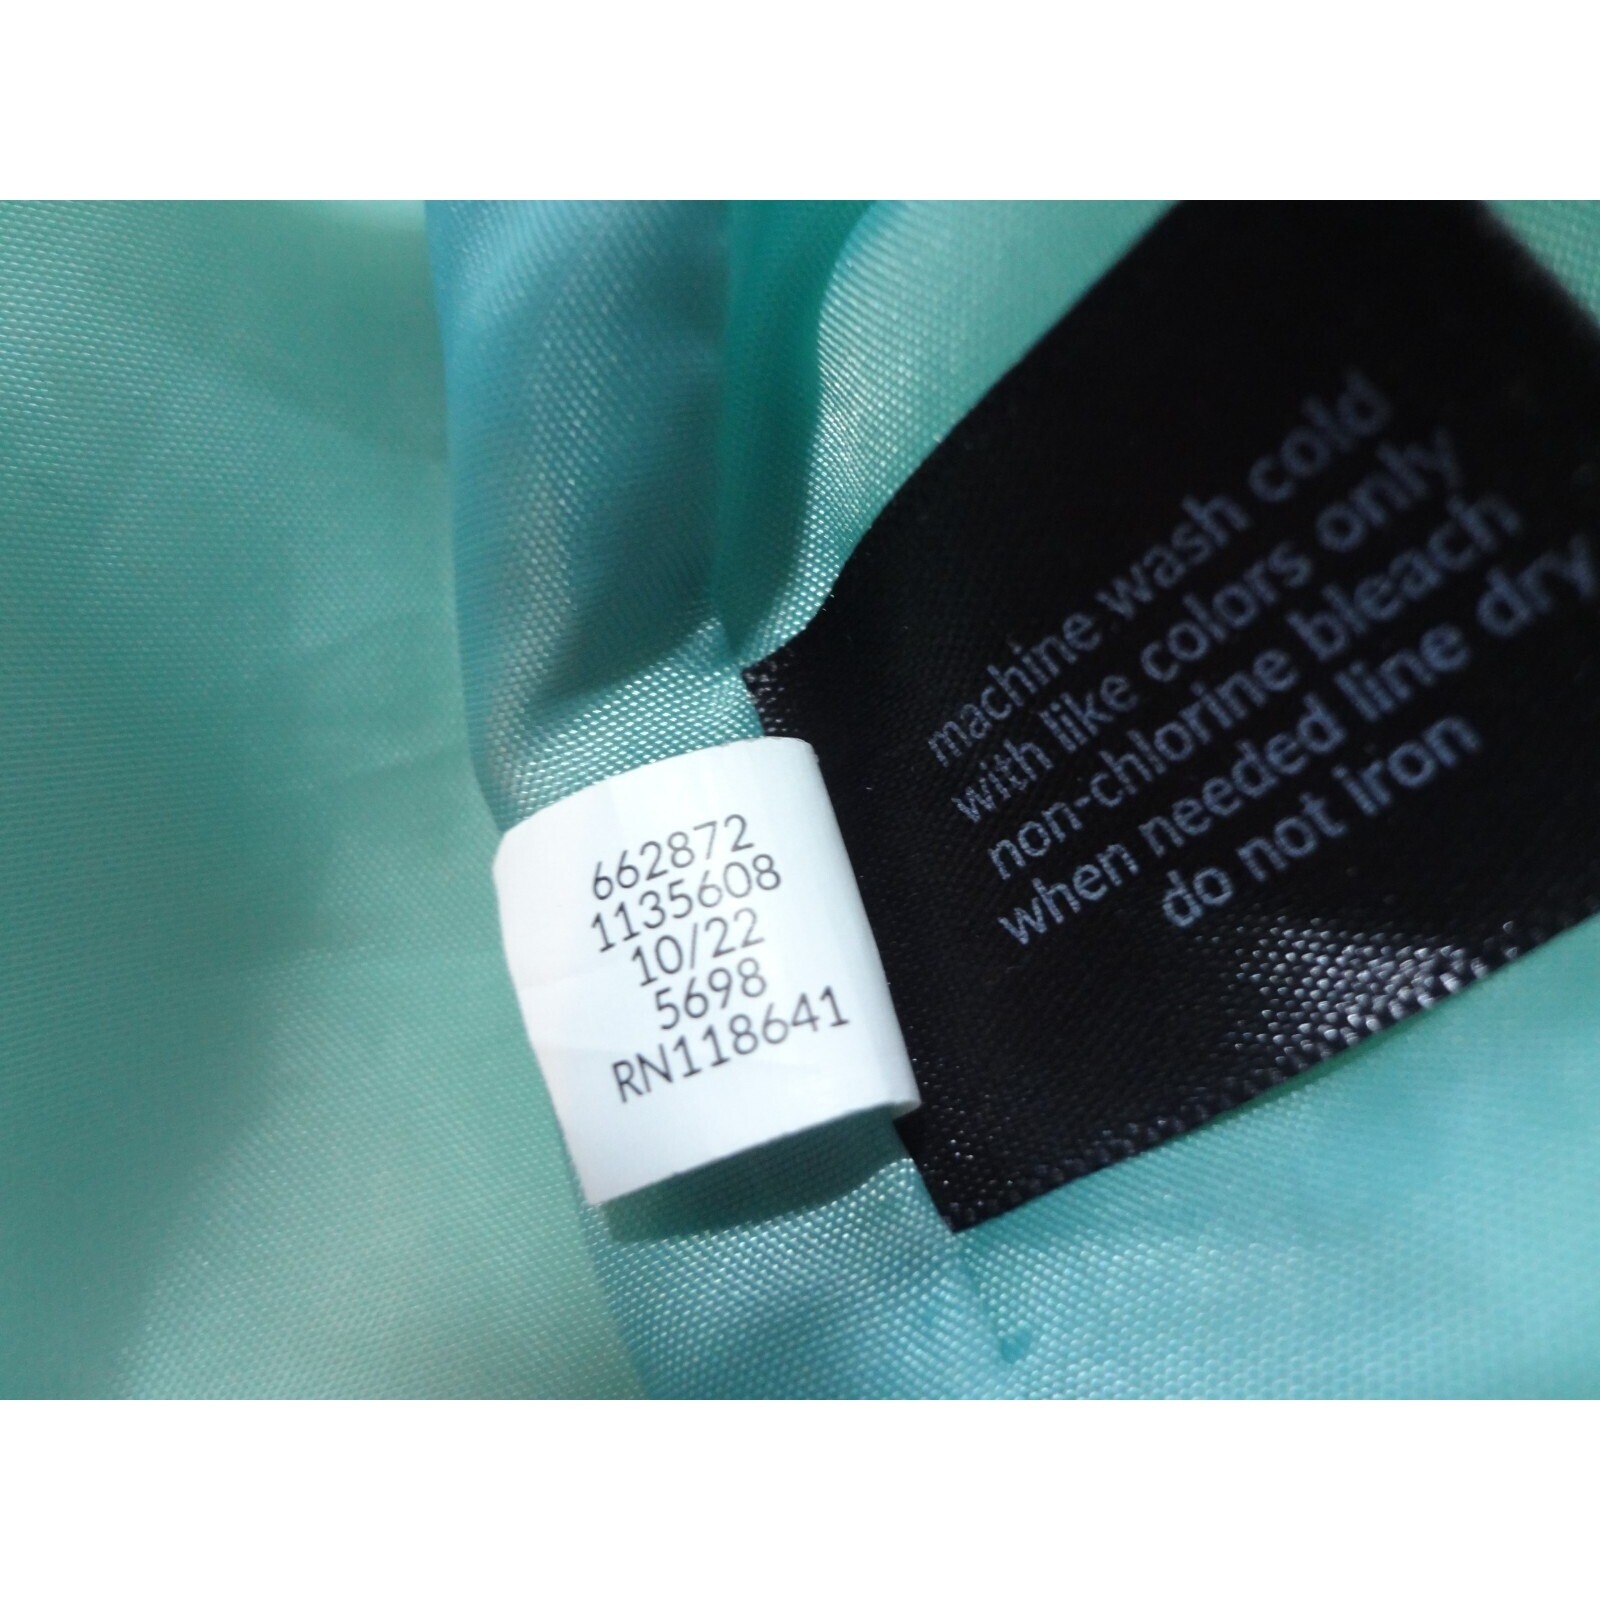 662872
1135608
10/22
5698
RN118641
machine wash cold
with like colors only
non-chlorine bleach
when needed line dry
do not iron